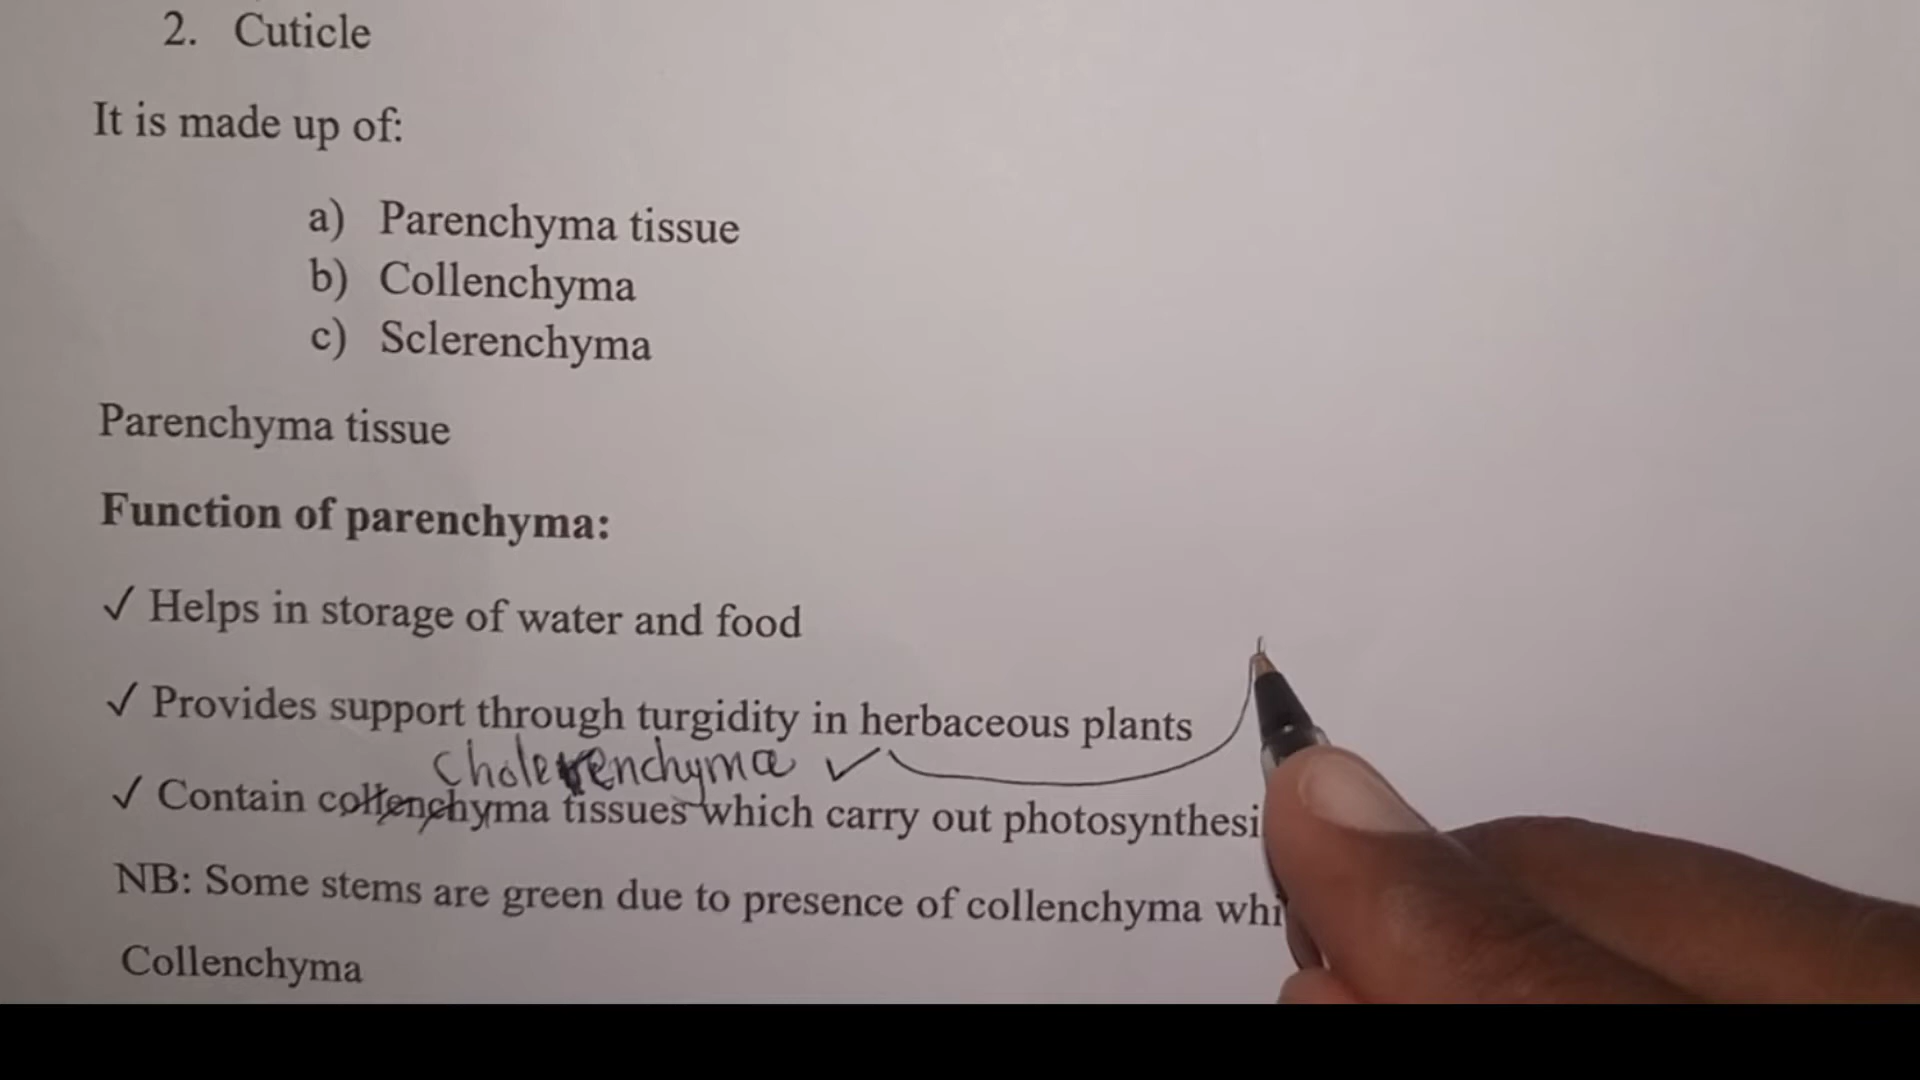 2. Cuticle
It is made up of:
a) Parenchyma tissue
b) Collenchyma
c) Sclerenchyma
Parenchyma tissue
Function of parenchyma:
✓ Helps in storage of water and food
✓ Provides support through turgidity in herbaceous plants
Cholerenchyma ✓
✓ Contain collenchyma tissues which carry out photosynthesi
NB: Some stems are green due to presence of collenchyma whi
Collenchyma